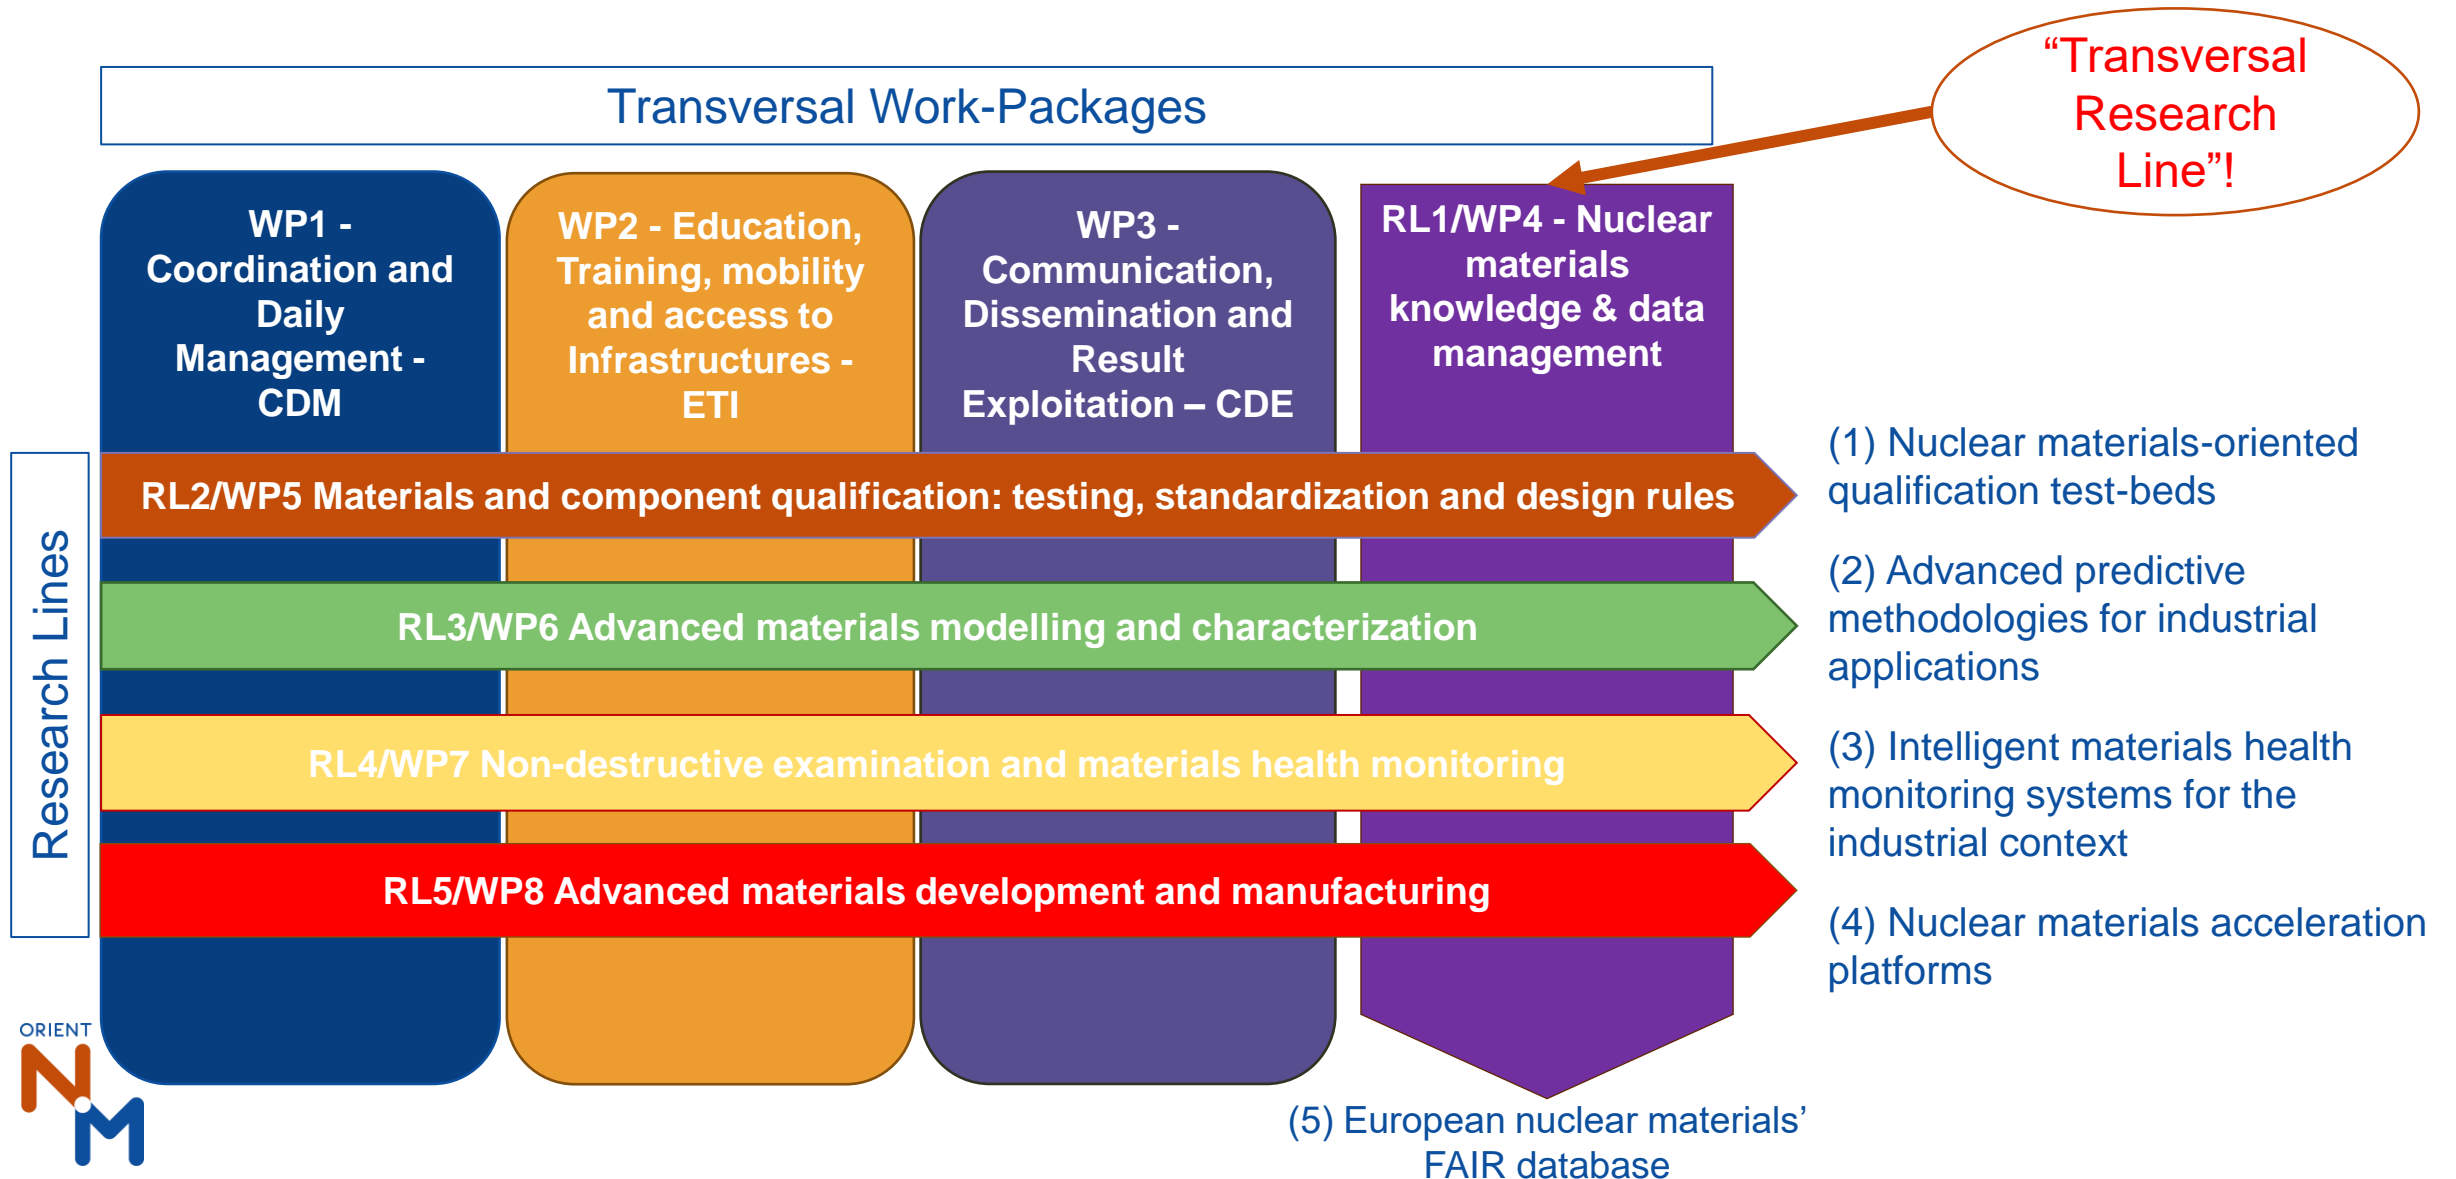 “Transversal
Research
Line”!
Transversal Work-Packages
WP1 -
Coordination and
Daily
Management -
CDM
WP2 - Education,
Training, mobility
and access to
Infrastructures -
ETI
WP3 -
Communication,
Dissemination and
Result
Exploitation – CDE
RL1/WP4 - Nuclear
materials
knowledge & data
management
Research Lines
RL2/WP5 Materials and component qualification: testing, standardization and design rules
RL3/WP6 Advanced materials modelling and characterization
RL4/WP7 Non-destructive examination and materials health monitoring
RL5/WP8 Advanced materials development and manufacturing
(1) Nuclear materials-oriented
qualification test-beds
(2) Advanced predictive
methodologies for industrial
applications
(3) Intelligent materials health
monitoring systems for the
industrial context
(4) Nuclear materials acceleration
platforms
(5) European nuclear materials’
FAIR database
ORIENT
NM